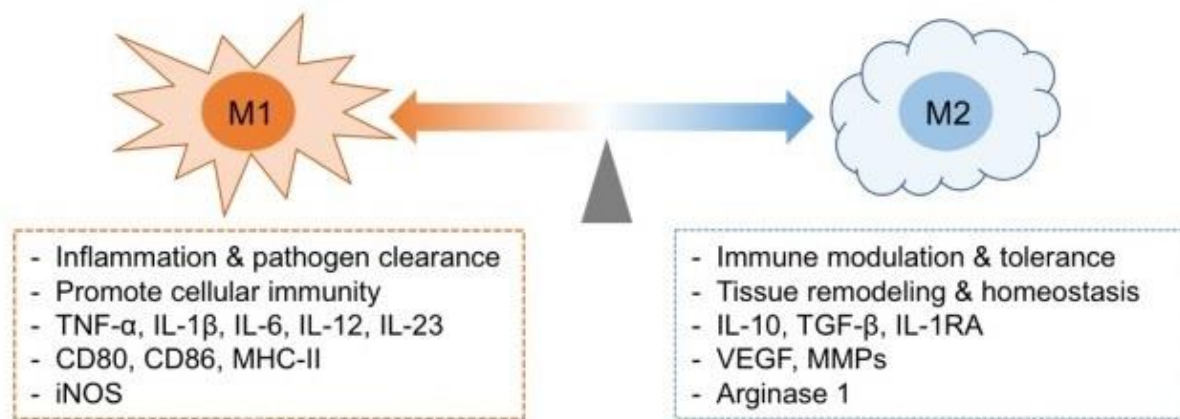 M1
M2
- Inflammation & pathogen clearance
- Promote cellular immunity
- TNF-α, IL-1β, IL-6, IL-12, IL-23
- CD80, CD86, MHC-II
- iNOS
- Immune modulation & tolerance
- Tissue remodeling & homeostasis
- IL-10, TGF-β, IL-1RA
- VEGF, MMPs
- Arginase 1